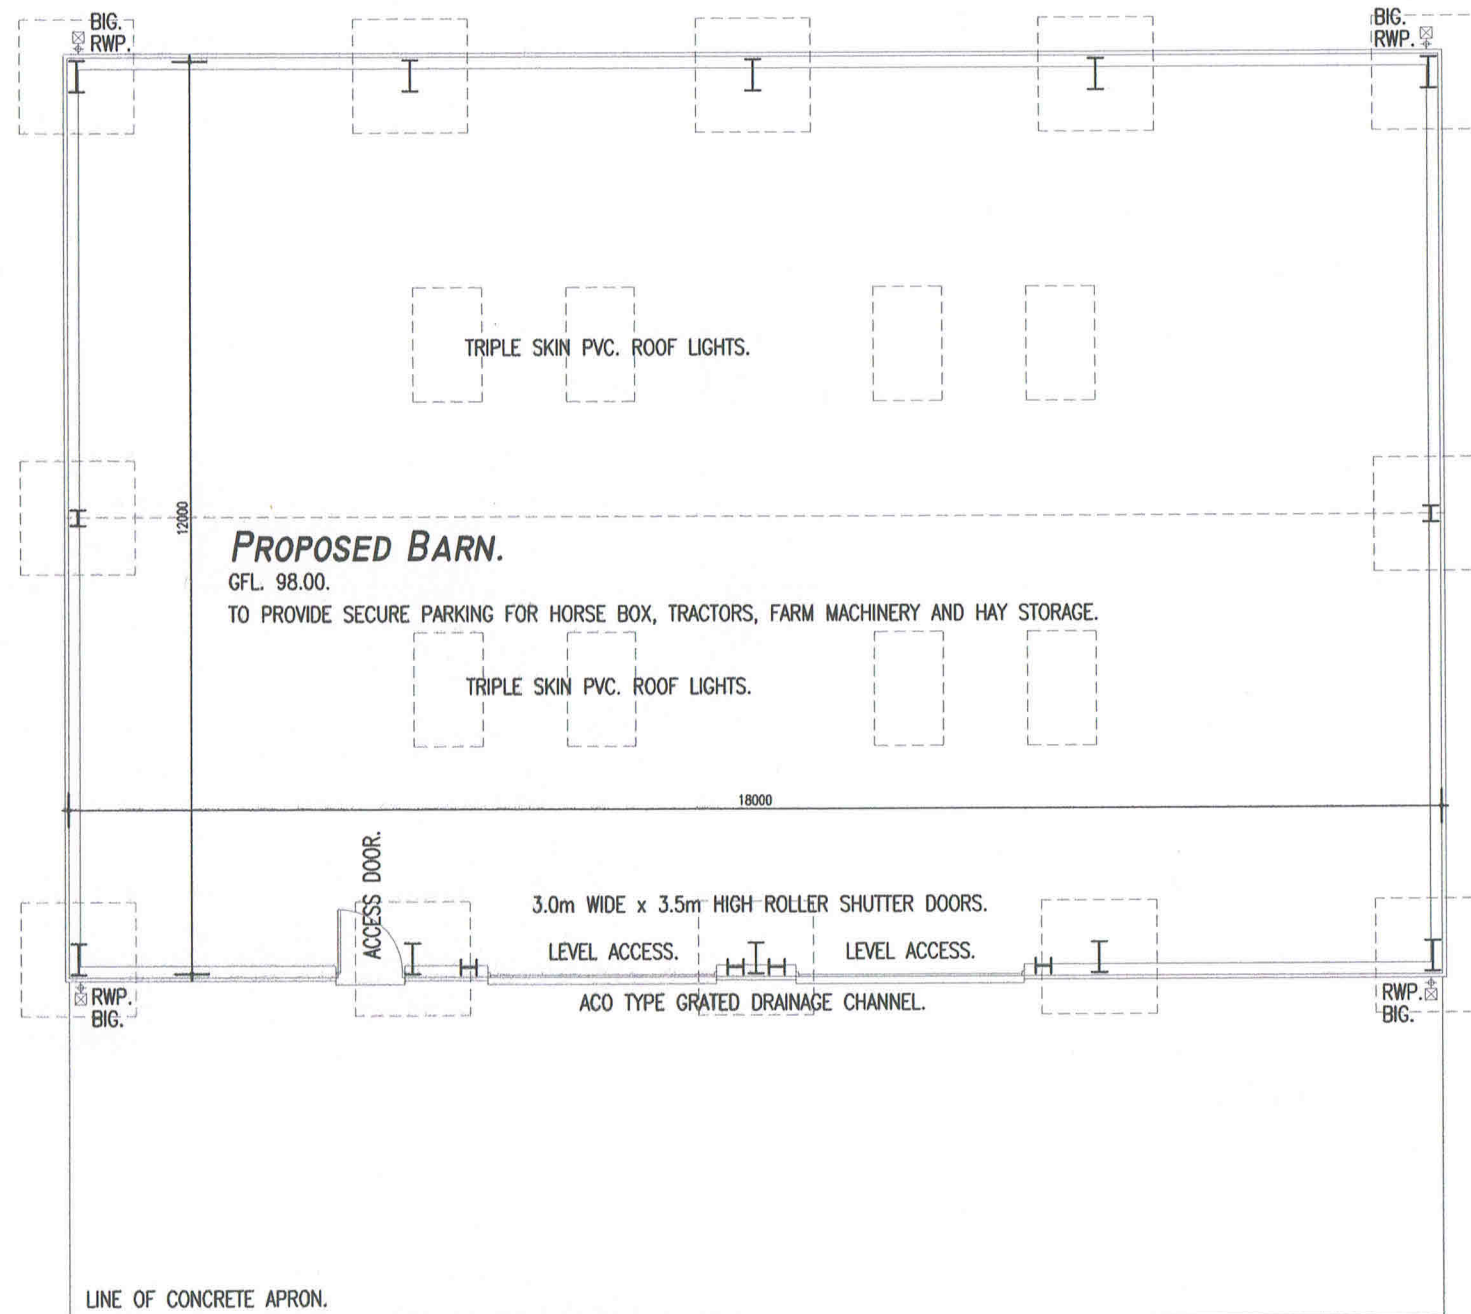 BIG.
RWP.
BIG.
RWP.
TRIPLE SKIN PVC. ROOF LIGHTS.
12000
PROPOSED BARN.
GFL. 98.00.
TO PROVIDE SECURE PARKING FOR HORSE BOX, TRACTORS, FARM MACHINERY AND HAY STORAGE.
TRIPLE SKIN PVC. ROOF LIGHTS.
18000
ACCESS DOOR.
3.0m WIDE x 3.5m HIGH ROLLER SHUTTER DOORS.
LEVEL ACCESS.
LEVEL ACCESS.
RWP.
BIG.
ACO TYPE GRATED DRAINAGE CHANNEL.
RWP.
BIG.
LINE OF CONCRETE APRON.